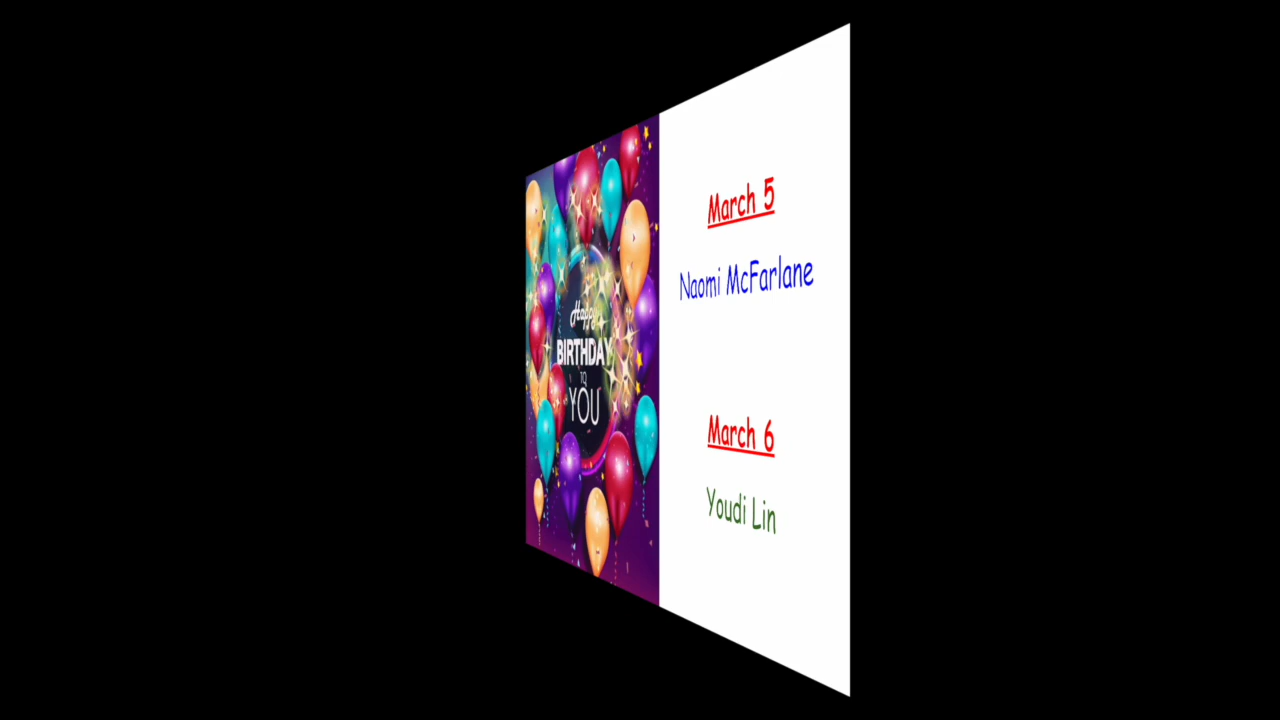 Happy
BIRTHDAY
TO
YOU
March 5
Naomi McFarlane
March 6
Youdi Lin